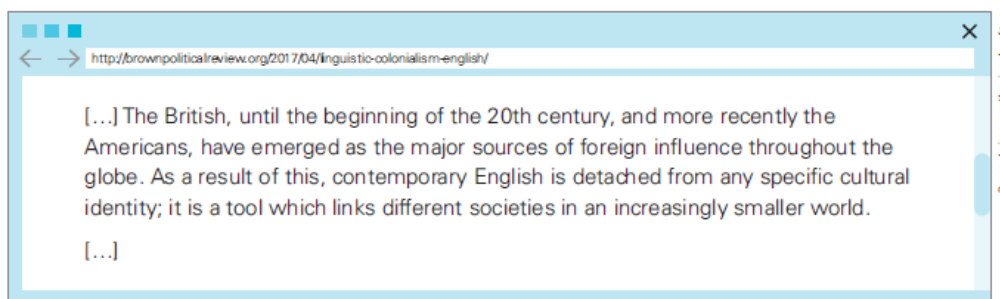 http://brownpoliticalreview.org/2017/04/linguistic-colonialism-english/
[...] The British, until the beginning of the 20th century, and more recently the
Americans, have emerged as the major sources of foreign influence throughout the
globe. As a result of this, contemporary English is detached from any specific cultural
identity; it is a tool which links different societies in an increasingly smaller world.
[...]